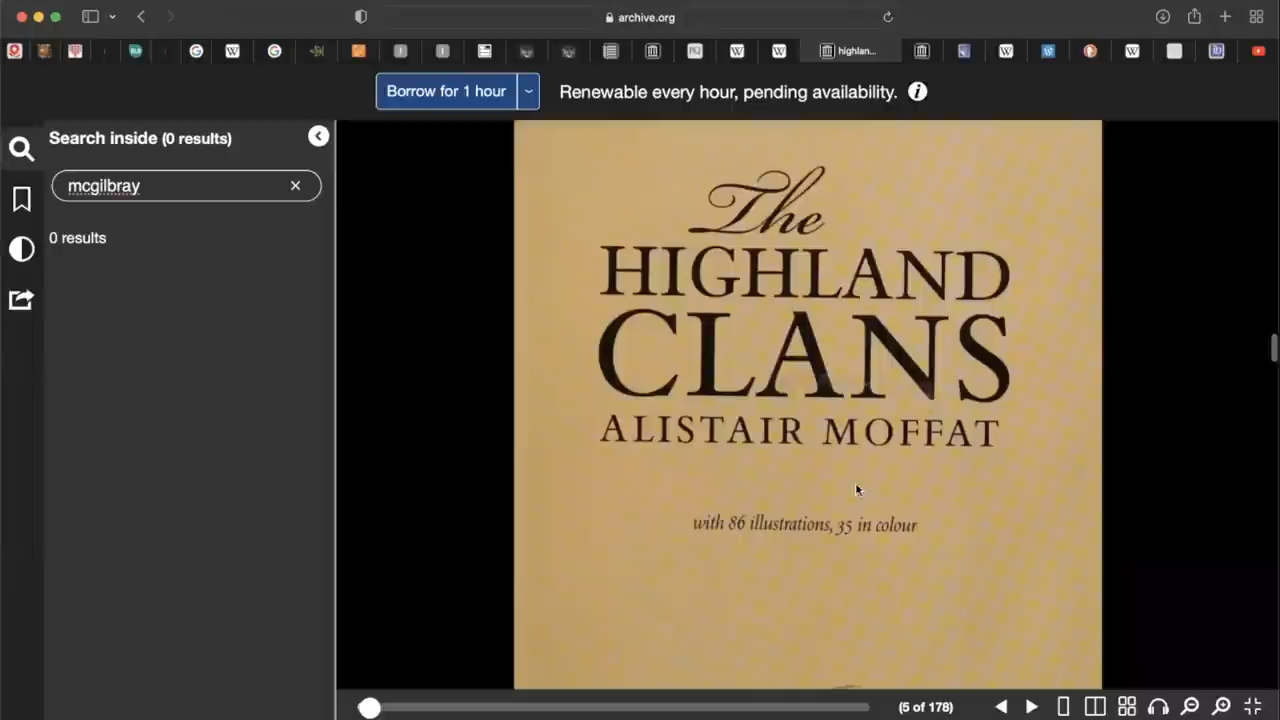 archive.org
highlan...
Borrow for 1 hour
Renewable every hour, pending availability.
Search inside (0 results)
mcgilbray
0 results
The
HIGHLAND
CLANS
ALISTAIR MOFFAT
with 86 illustrations, 35 in colour
(5 of 178)